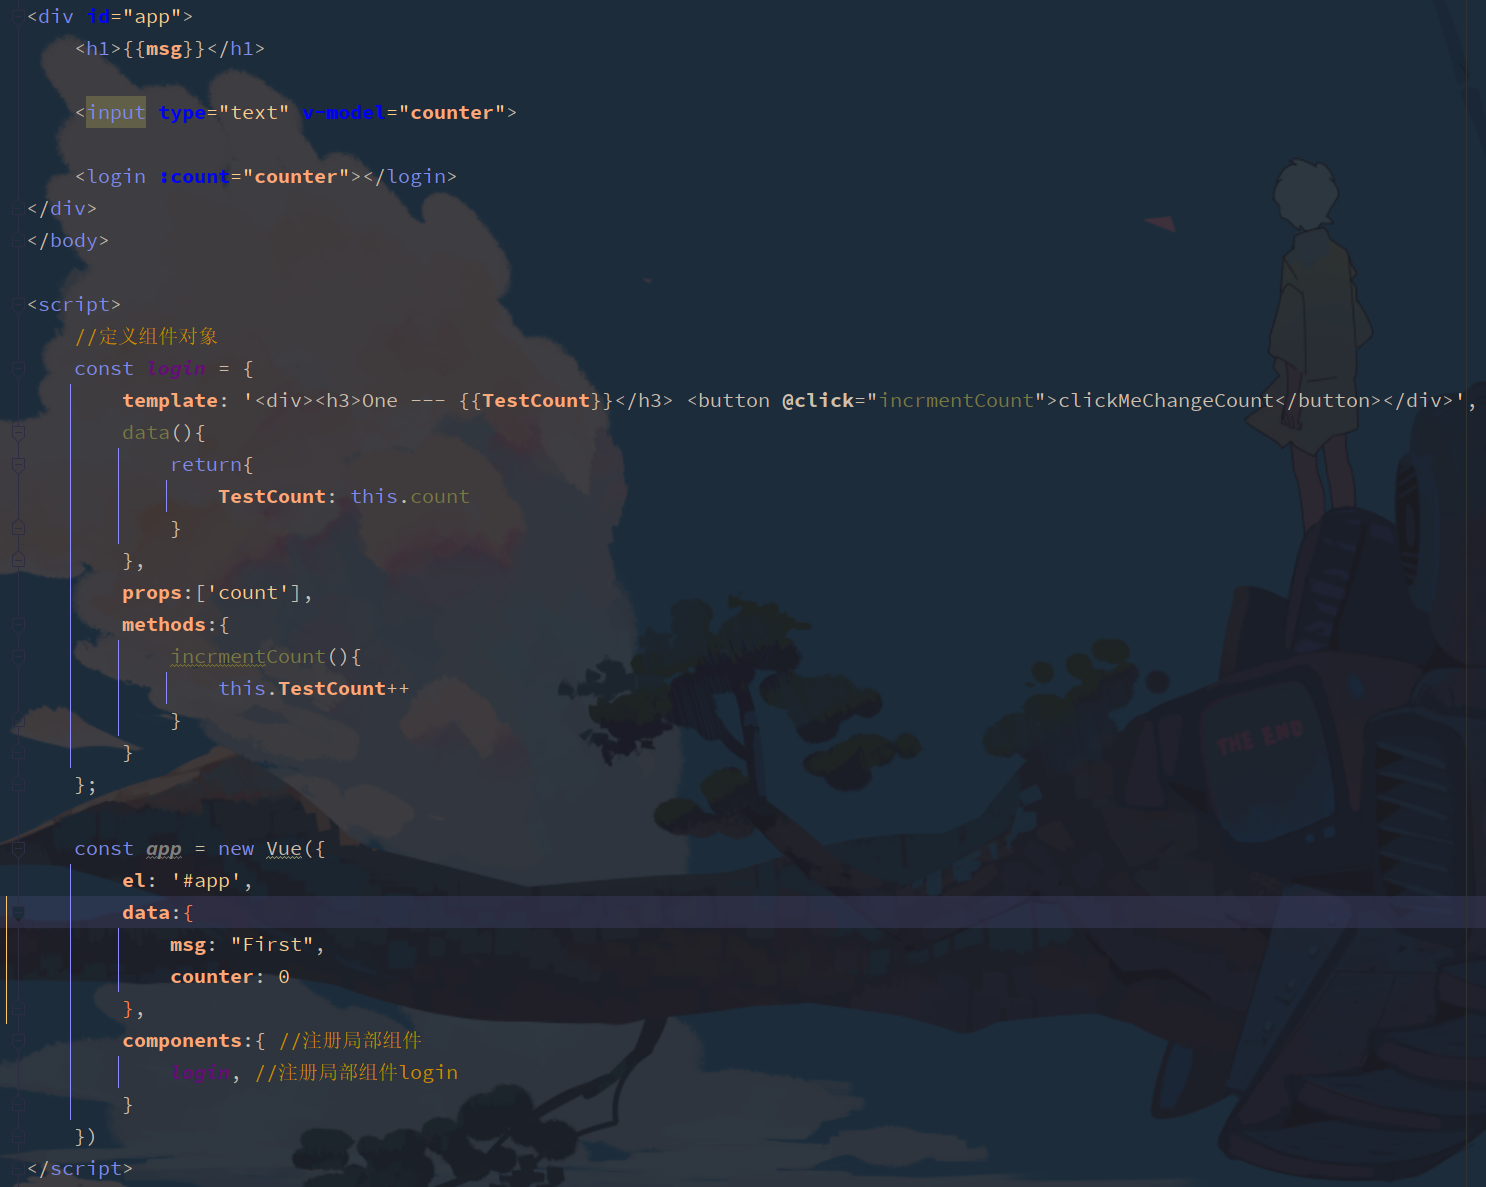 <div id="app">
<h1>{{msg}}</h1>
<input type="text" v-model="counter">
<login :count="counter"></login>
</div>
</body>
<script>
//定义组件对象
const login = {
template: '<div><h3>One --- {{TestCount}}</h3> <button @click="incrmentCount">clickMeChangeCount</button></div>',
data(){
return{
TestCount: this.count
}
},
props:['count'],
methods:{
incrmentCount(){
this.TestCount++
}
}
};
const app = new Vue({
el: '#app',
data:{
msg: "First",
counter: 0
},
components:{ //注册局部组件
login, //注册局部组件login
}
})
</script>
THE END